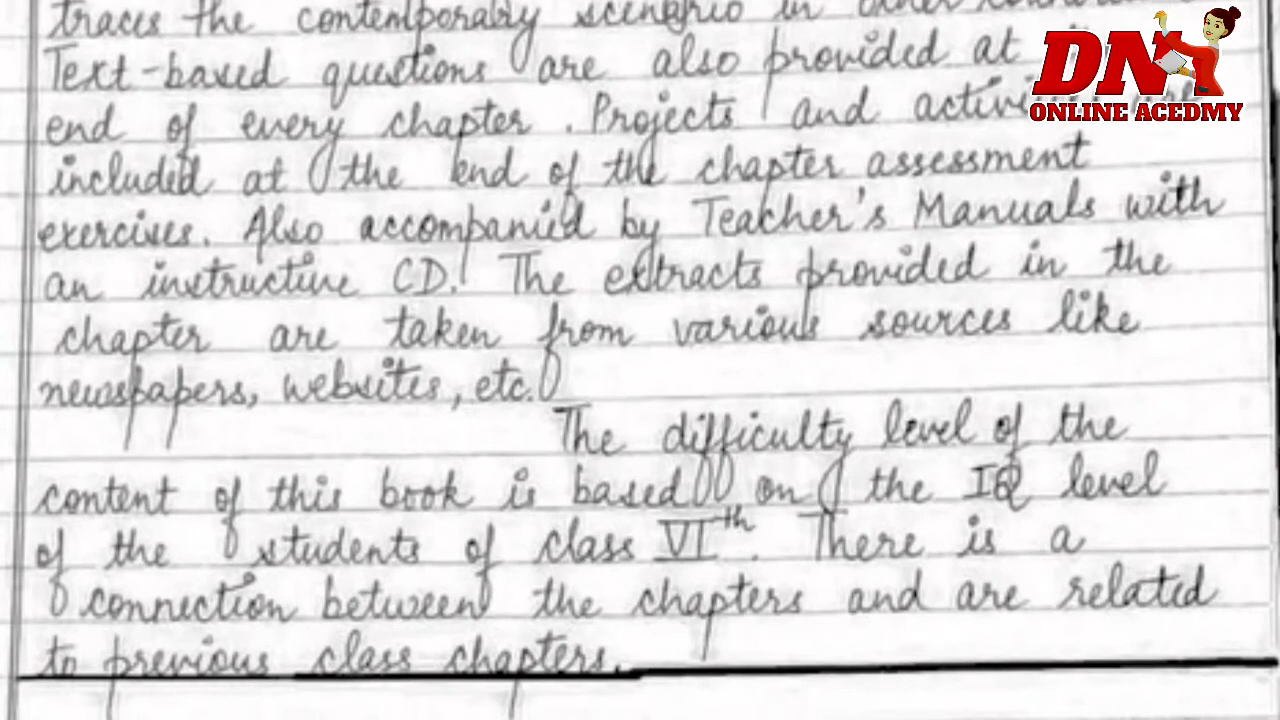 traces the contemporary scenario in other
Text-based questions are also provided at
end of every chapter. Projects and
included at the end of the chapter assessment
exercises. Also accompanied by Teacher's Manuals with
an instructive CD. The extracts provided in the
chapter are taken from various sources like
newspapers, websites, etc.
The difficulty level of the
content of this book is based on the IQ level
of the students of class VIth. There is a
connection between the chapters and are related
to previous class chapters.
DNY
ONLINE ACEDMY